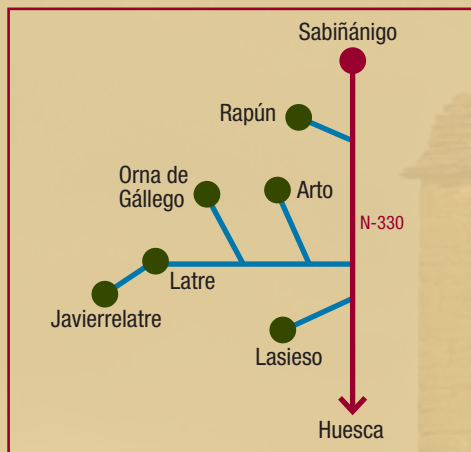 Sabiñánigo
Rapún
Orna de
Gállego
Arto
N-330
Latre
Javierrelatre
Lasieso
Huesca